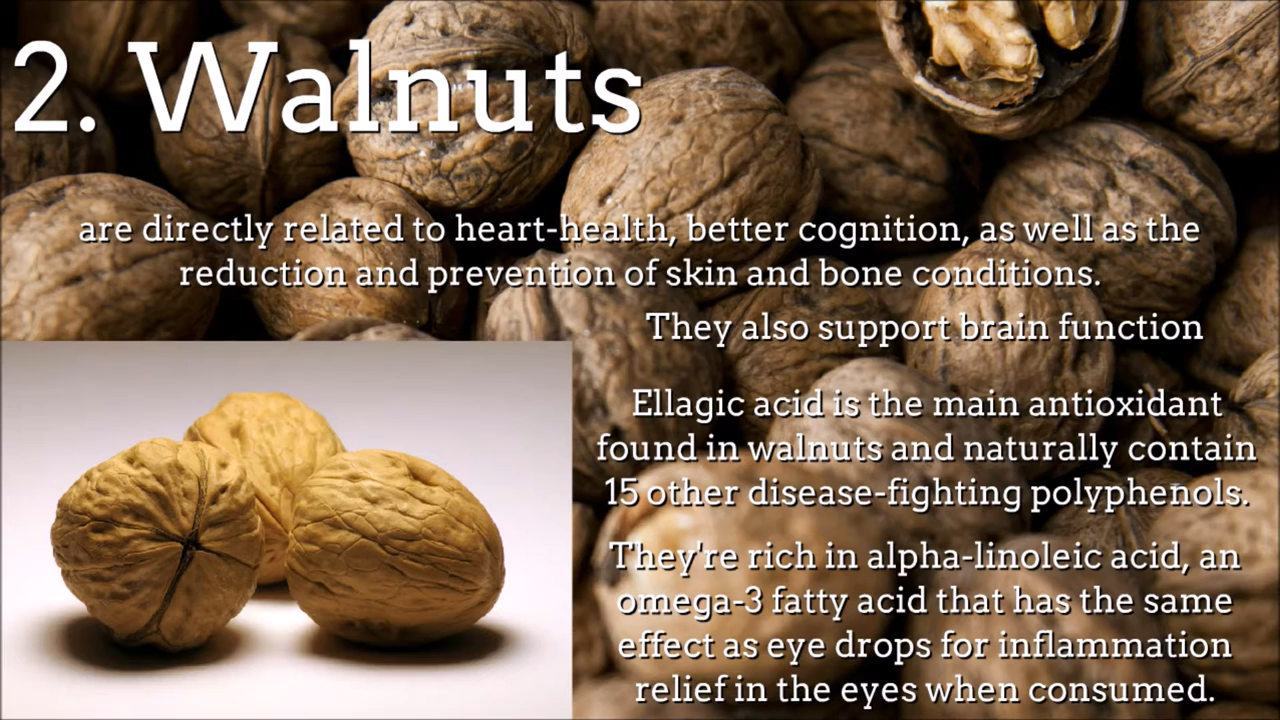 2. Walnuts
are directly related to heart-health, better cognition, as well as the
reduction and prevention of skin and bone conditions.
They also support brain function
Ellagic acid is the main antioxidant
found in walnuts and naturally contain
15 other disease-fighting polyphenols.
They're rich in alpha-linoleic acid, an
omega-3 fatty acid that has the same
effect as eye drops for inflammation
relief in the eyes when consumed.